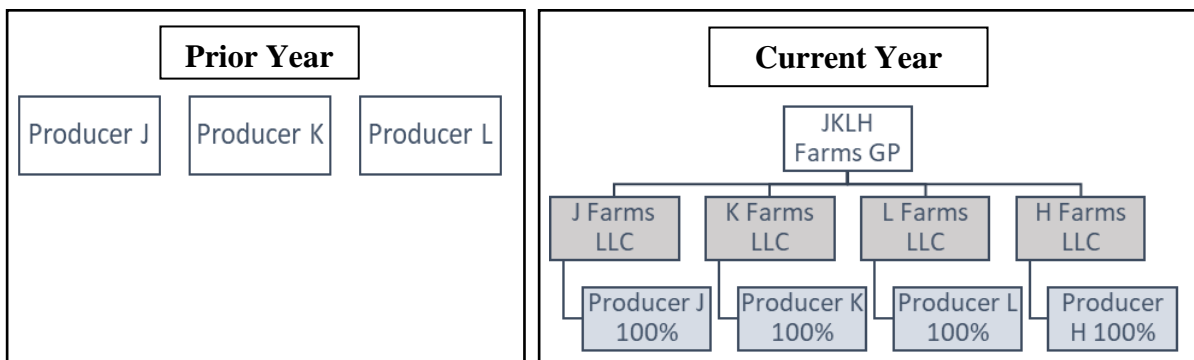 Prior Year
Producer J
Producer K
Producer L
Current Year
JKLH
Farms GP
J Farms
LLC
K Farms
LLC
L Farms
LLC
H Farms
LLC
Producer J
100%
Producer K
100%
Producer L
100%
Producer
H 100%